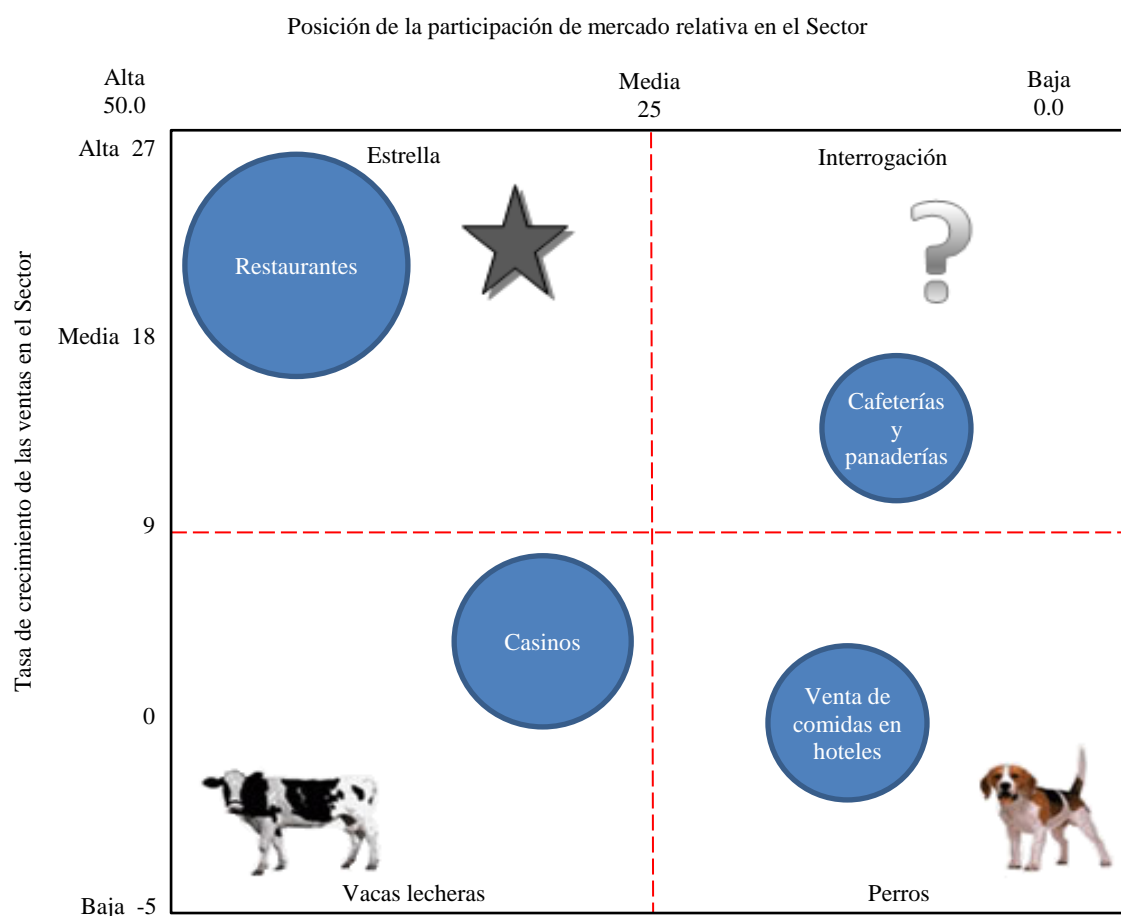 Posición de la participación de mercado relativa en el Sector
Alta Media Baja
50.0 25 0.0
Alta 27
Estrella
Interrogación
?
Restaurantes
Media 18
Cafeterías
y
panaderías
Tasa de crecimiento de las ventas en el Sector
9
Casinos
0
Venta de
comidas en
hoteles
Vacas lecheras
Perros
Baja -5